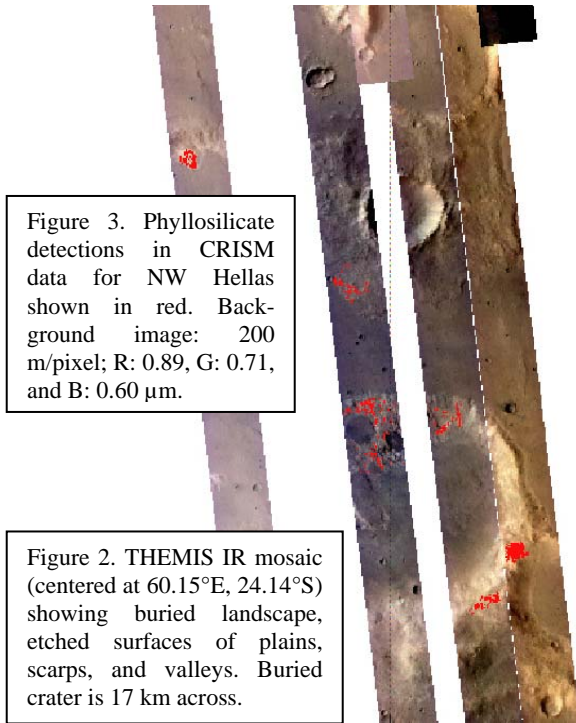 Figure 3. Phyllosilicate
detections in CRISM
data for NW Hellas
shown in red. Back-
ground image: 200
m/pixel; R: 0.89, G: 0.71,
and B: 0.60 µm.
Figure 2. THEMIS IR mosaic
(centered at 60.15°E, 24.14°S)
showing buried landscape,
etched surfaces of plains,
scarps, and valleys. Buried
crater is 17 km across.